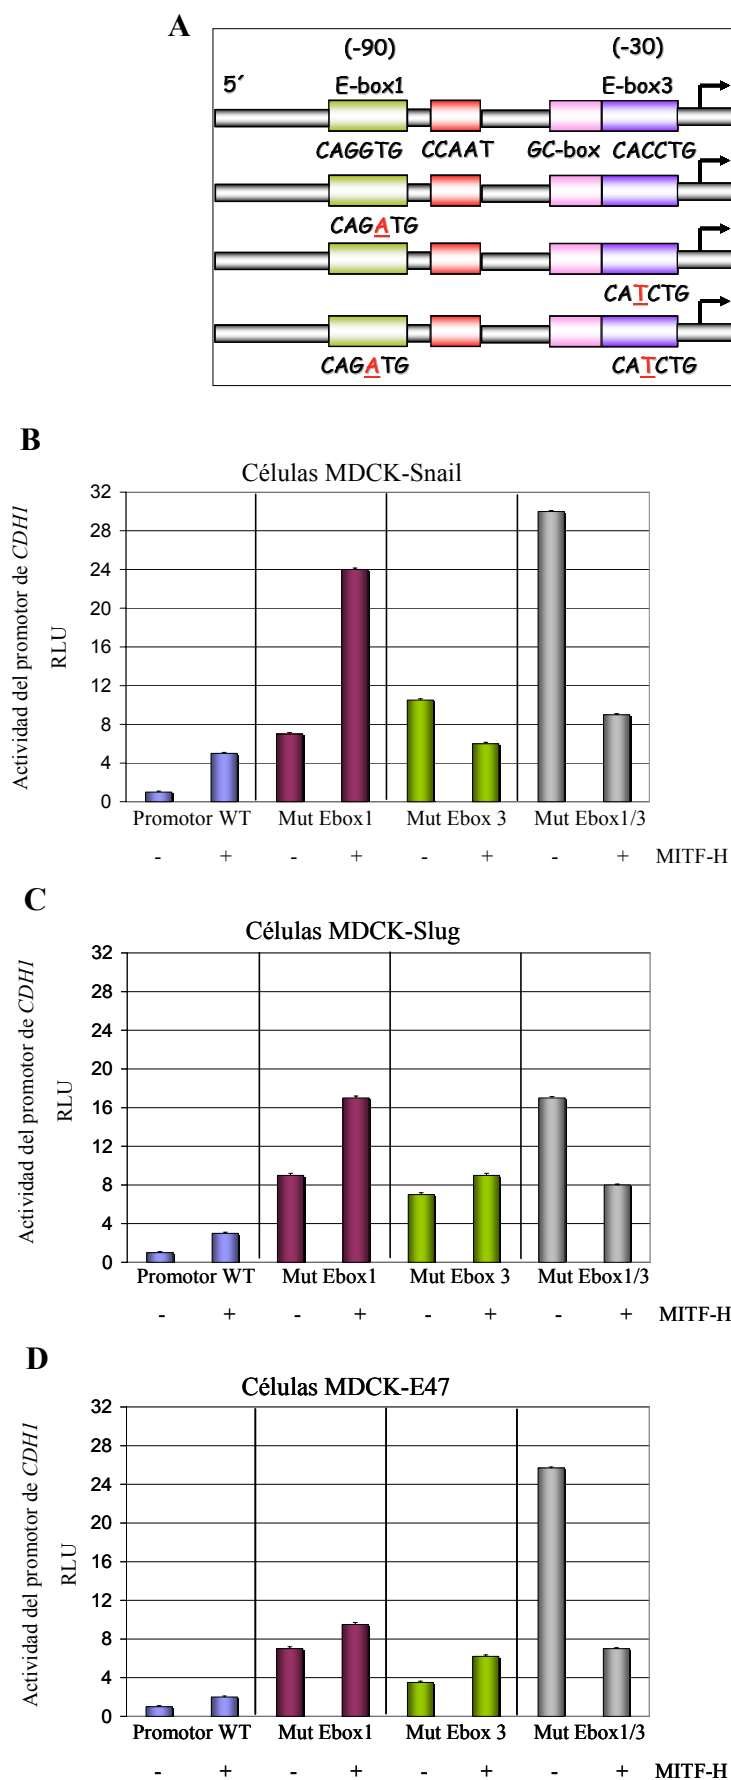 A
(-90) (-30)
5´ E-box1 E-box3
CAGGTG CCAAT GC-box CACCTG
CAGATG
CATCTG
CAGATG CATCTG
B
Células MDCK-Snail
Actividad del promotor de CDH1
RLU
32
28
24
20
16
12
8
4
0
Promotor WT Mut Ebox1 Mut Ebox 3 Mut Ebox1/3
- + - + - + - + MITF-H
C
Células MDCK-Slug
Actividad del promotor de CDH1
RLU
32
28
24
20
16
12
8
4
0
Promotor WT Mut Ebox1 Mut Ebox 3 Mut Ebox1/3
- + - + - + - + MITF-H
D
Células MDCK-E47
Actividad del promotor de CDH1
RLU
32
28
24
20
16
12
8
4
0
Promotor WT Mut Ebox1 Mut Ebox 3 Mut Ebox1/3
- + - + - + - + MITF-H